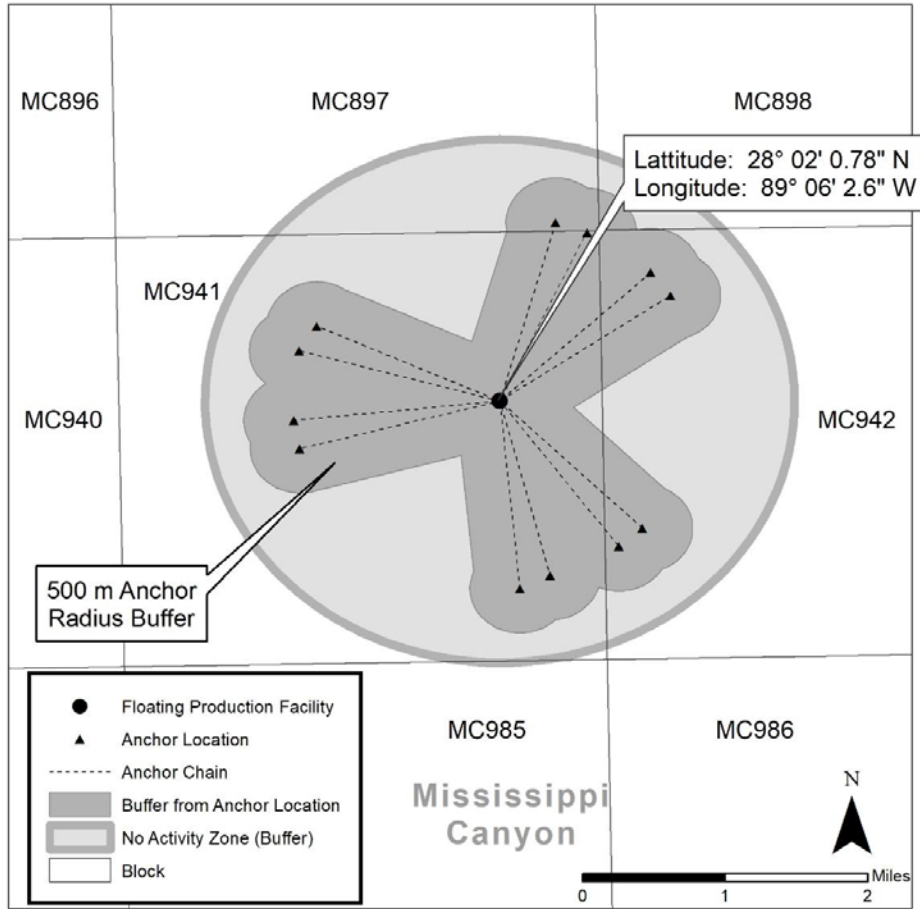 MC896
MC897
MC898
Lattitude: 28° 02' 0.78" N
Longitude: 89° 06' 2.6" W
MC941
MC940
MC942
500 m Anchor
Radius Buffer
Floating Production Facility
Anchor Location
Anchor Chain
Buffer from Anchor Location
No Activity Zone (Buffer)
Block
MC985
MC986
Mississippi
Canyon
N
Miles
0
1
2